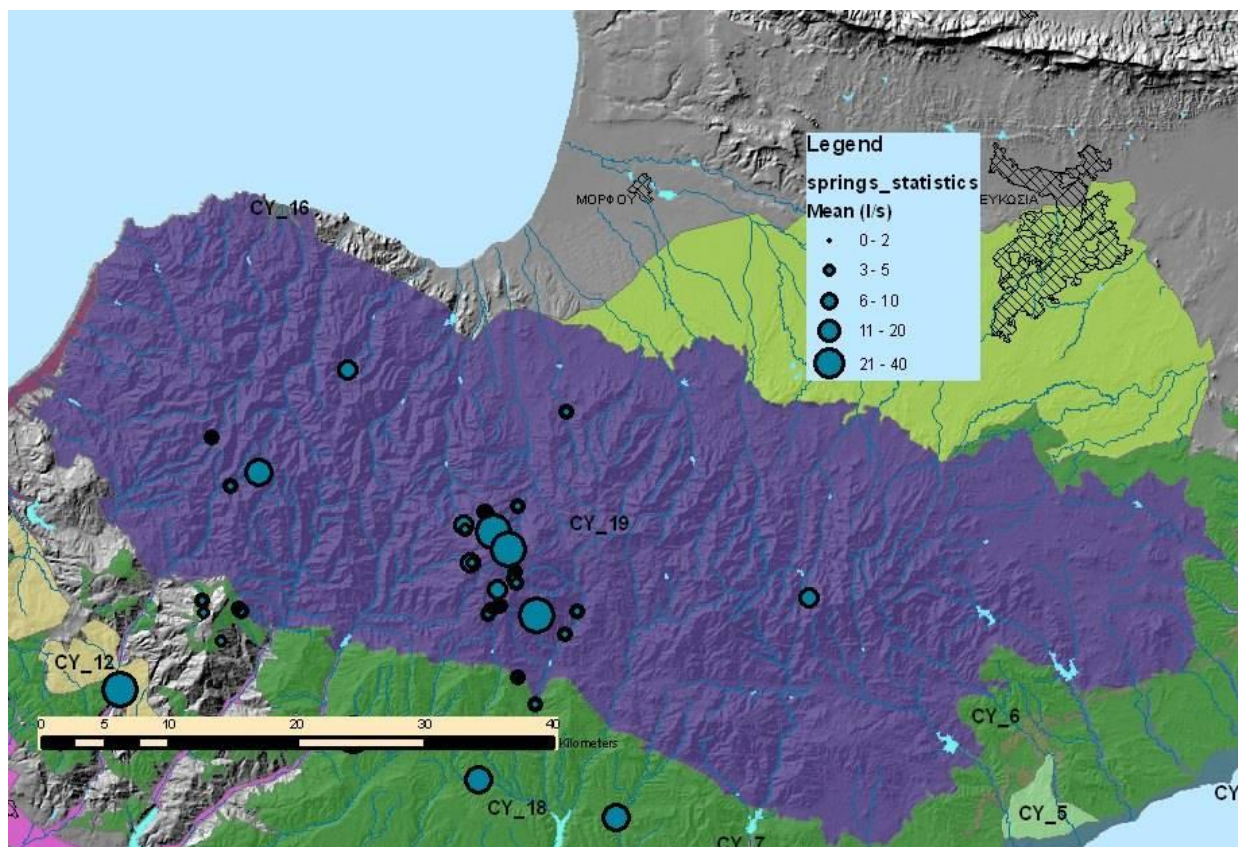 Legend
springs_statistics
Mean (l/s)
0 - 2
3 - 5
6 - 10
11 - 20
21 - 40
ΜΟΡΦΟΥ
ΕΥΚΩΣΙΑ
CY_16
CY_19
CY_12
0 5 10 20 30 40
Kilometers
CY_6
CY_18
CY_5
CY_7
CY